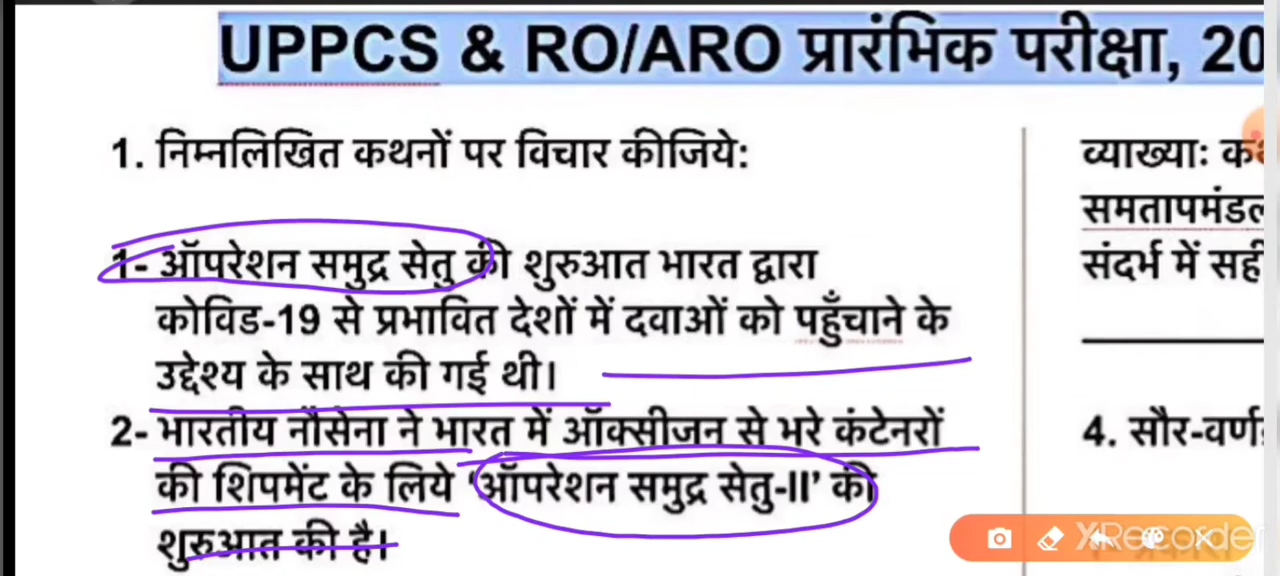 UPPCS & RO/ARO प्रारंभिक परीक्षा, 20
1. निम्नलिखित कथनों पर विचार कीजिये:
1- ऑपरेशन समुद्र सेतु की शुरुआत भारत द्वारा
कोविड-19 से प्रभावित देशों में दवाओं को पहुँचाने के
उद्देश्य के साथ की गई थी।
2- भारतीय नौसेना ने भारत में ऑक्सीजन से भरे कंटेनरों
की शिपमेंट के लिये 'ऑपरेशन समुद्र सेतु-II' की
शुरुआत की है।
व्याख्याः
समतापमंडल
संदर्भ में सही
4. सौर-वर्ण
XRecorder